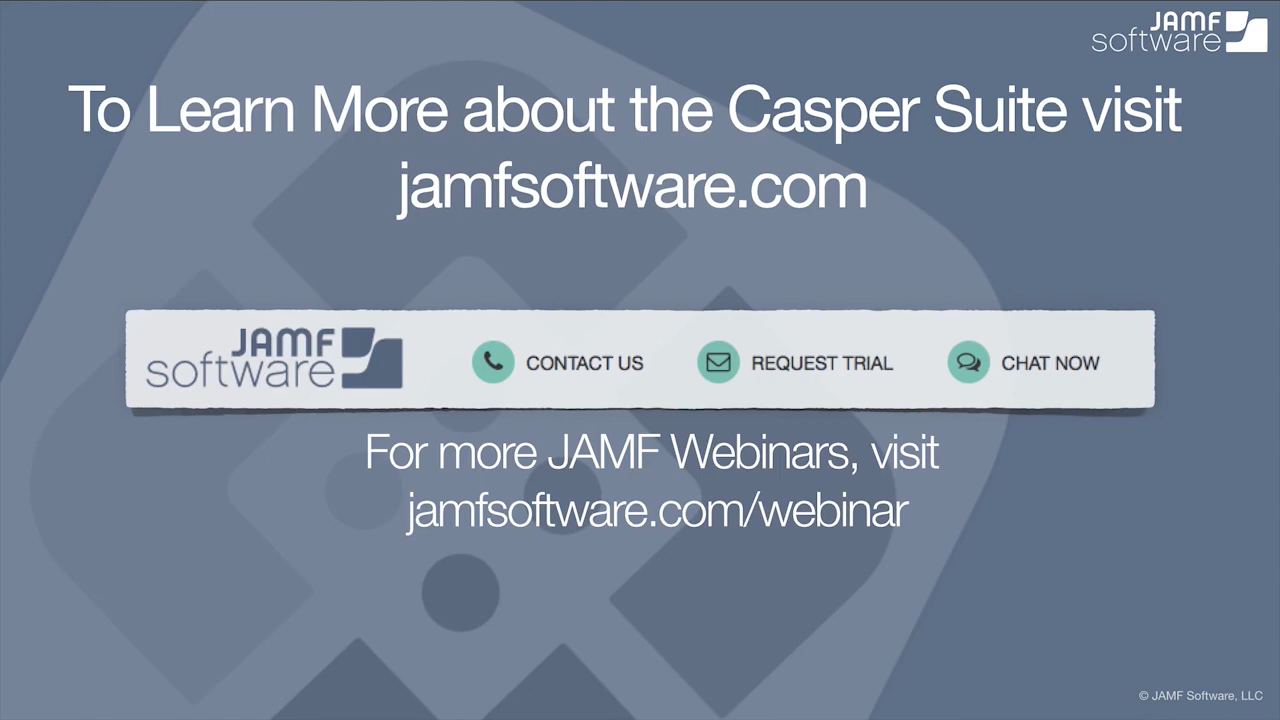 JAMF
software
To Learn More about the Casper Suite visit
jamfsoftware.com
JAMF
software
CONTACT US
REQUEST TRIAL
CHAT NOW
For more JAMF Webinars, visit
jamfsoftware.com/webinar
© JAMF Software, LLC